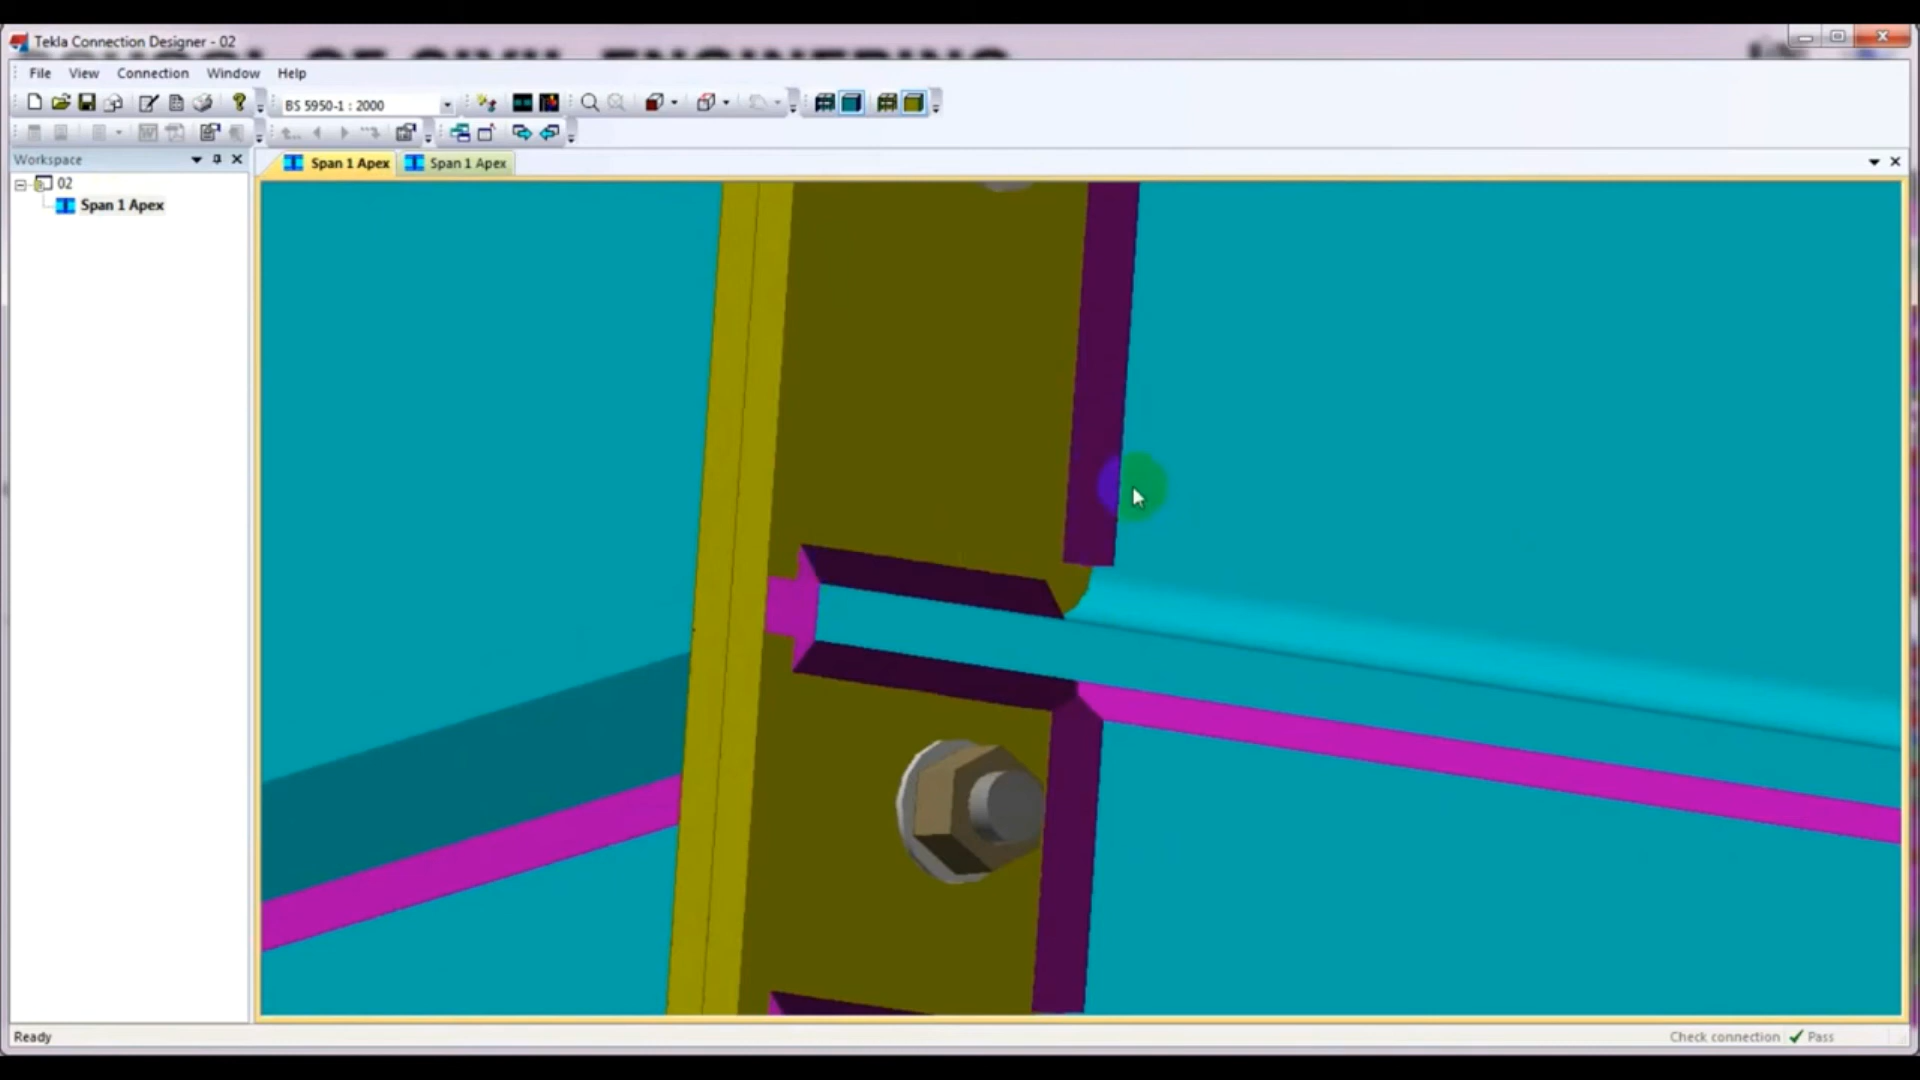 Tekla Connection Designer - 02
File View Connection Window Help
BS 5950-1 : 2000
Workspace
Span 1 Apex Span 1 Apex
02
Span 1 Apex
Ready
Check connection Pass